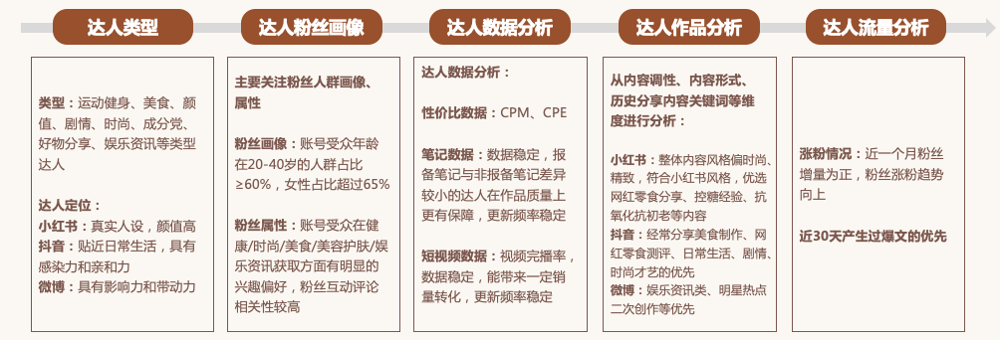 达人类型
达人粉丝画像
达人数据分析
达人作品分析
达人流量分析
类型：运动健身、美食、颜
值、剧情、时尚、成分党、
好物分享、娱乐资讯等类型
达人
达人定位：
小红书：真实人设，颜值高
抖音：贴近日常生活，具有
感染力和亲和力
微博：具有影响力和带动力
主要关注粉丝人群画像、
属性
粉丝画像：账号受众年龄
在20-40岁的人群占比
≥60%，女性占比超过65%
粉丝属性：账号受众在健
康/时尚/美食/美容护肤/娱
乐资讯获取方面有明显的
兴趣偏好，粉丝互动评论
相关性较高
达人数据分析：
性价比数据：CPM、CPE
笔记数据：数据稳定，报
备笔记与非报备笔记差异
较小的达人在作品质量上
更有保障，更新频率稳定
短视频数据：视频完播率，
数据稳定，能带来一定销
量转化，更新频率稳定
从内容调性、内容形式、
历史分享内容关键词等维
度进行分析：
小红书：整体内容风格偏时尚、
精致，符合小红书风格，优选
网红零食分享、控糖经验、抗
氧化抗初老等内容
抖音：经常分享美食制作、网
红零食测评、日常生活、剧情、
时尚才艺的优先
微博：娱乐资讯类、明星热点
二次创作等优先
涨粉情况：近一个月粉丝
增量为正，粉丝涨粉趋势
向上
近30天产生过爆文的优先